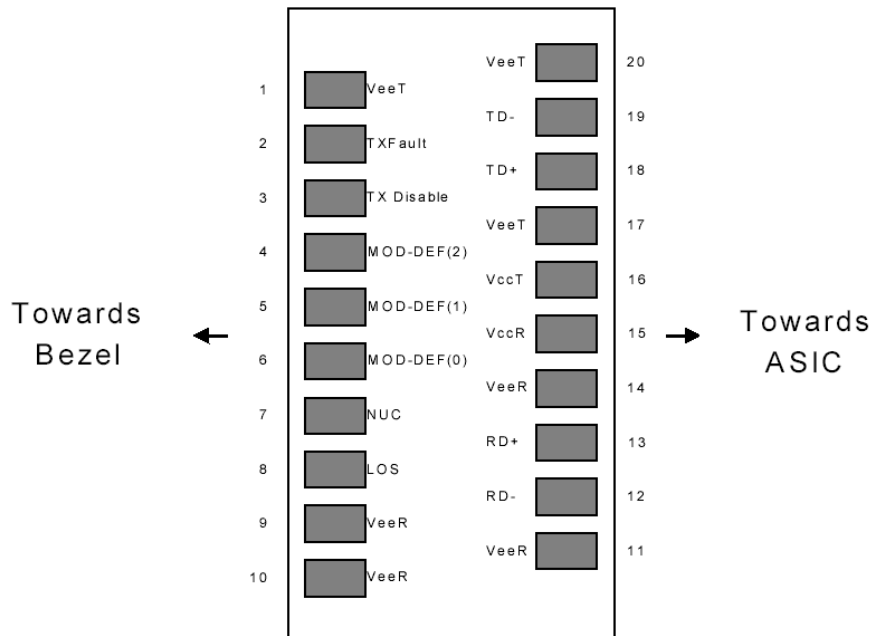 1 VeeT
2 TXFault
3 TX Disable
4 MOD-DEF(2)
5 MOD-DEF(1)
6 MOD-DEF(0)
7 NUC
8 LOS
9 VeeR
10 VeeR
VeeT 20
TD- 19
TD+ 18
VeeT 17
VccT 16
VccR 15
VeeR 14
RD+ 13
RD- 12
VeeR 11
Towards
Bezel
Towards
ASIC